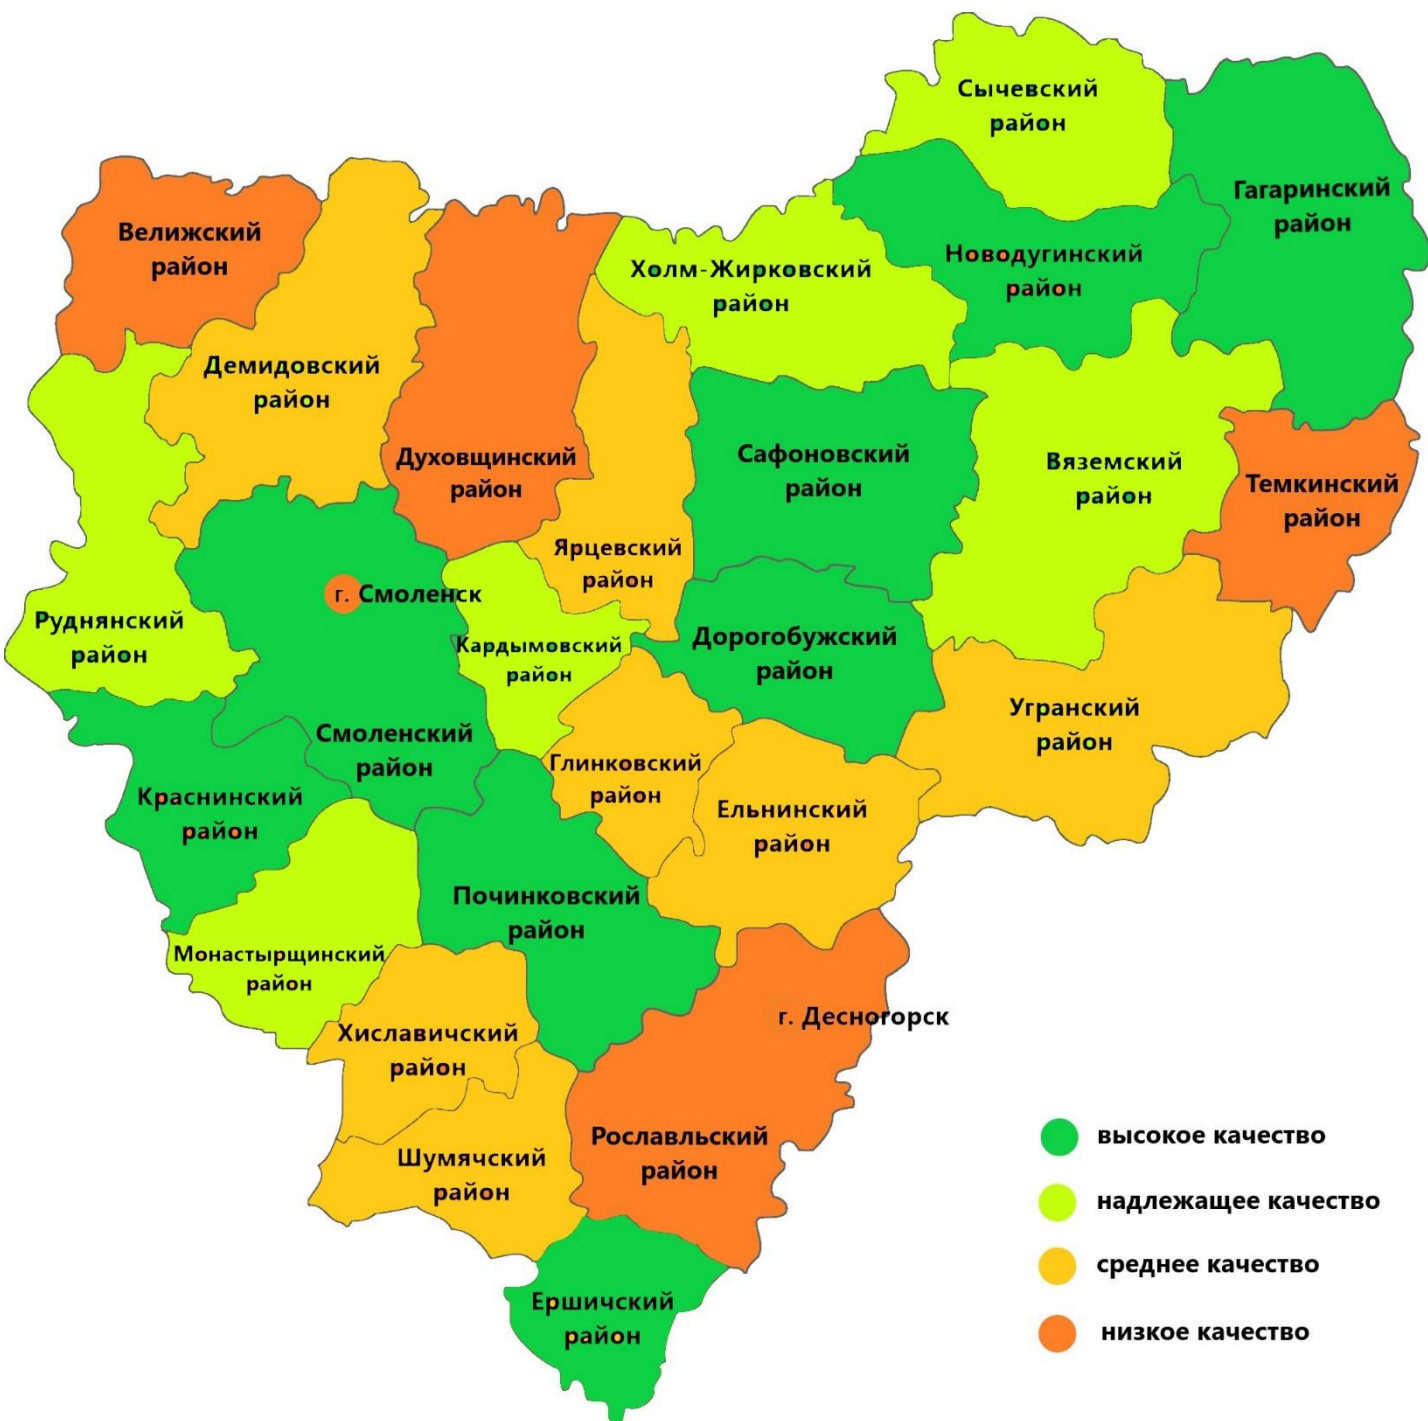 Сычевский
район
Гагаринский
район
Велижский
район
Новодугинский
район
Холм-Жирковский
район
Демидовский
район
Духовщинский
район
Сафоновский
район
Вяземский
район
Темкинский
район
Ярцевский
район
г. Смоленск
Руднянский
район
Кардымовский
район
Дорогобужский
район
Угранский
район
Смоленский
район
Глинковский
район
Краснинский
район
Ельнинский
район
Починковский
район
Монастырщинский
район
г. Десногорск
Хиславичский
район
Рославльский
район
Шумячский
район
Ершичский
район
высокое качество
надлежащее качество
среднее качество
низкое качество